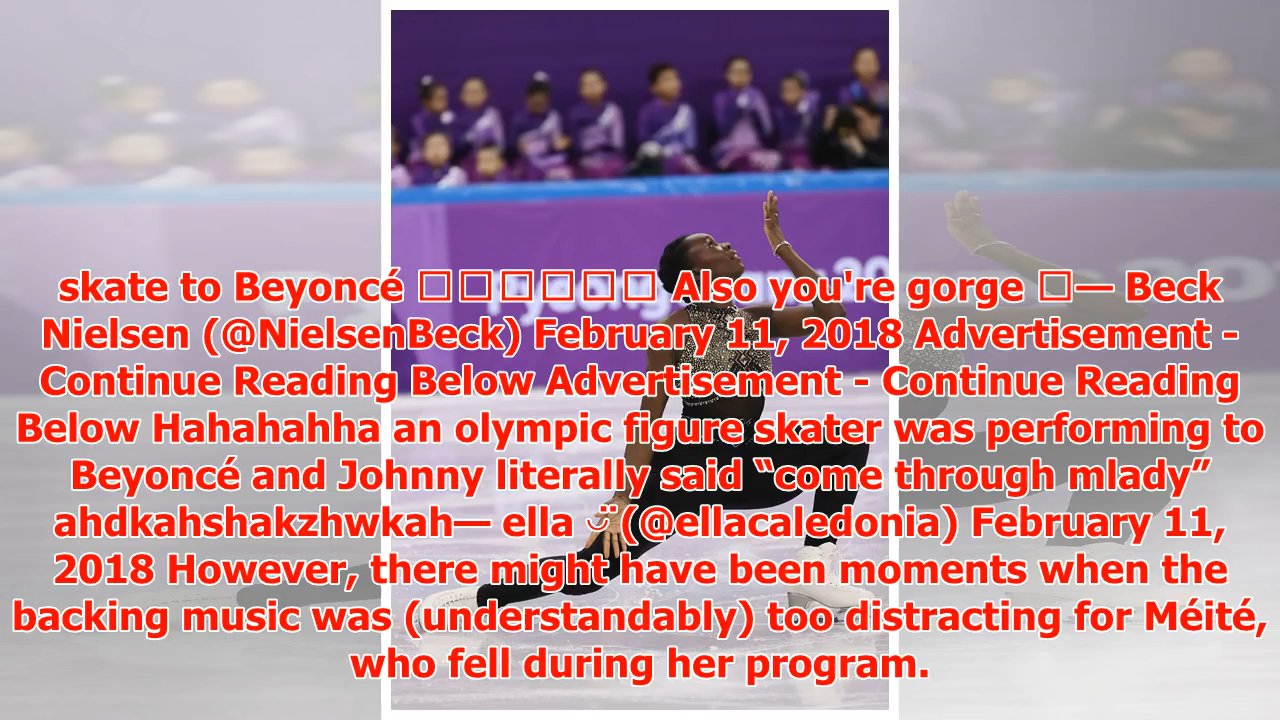 skate to Beyoncé □□□□□□ Also you're gorge □— Beck
Nielsen (@NielsenBeck) February 11, 2018 Advertisement -
Continue Reading Below Advertisement - Continue Reading
Below Hahahahha an olympic figure skater was performing to
Beyoncé and Johnny literally said “come through mlady”
ahdkahshakzhwkah— ella ◡̈ (@ellacaledonia) February 11,
2018 However, there might have been moments when the
backing music was (understandably) too distracting for Méité,
who fell during her program.